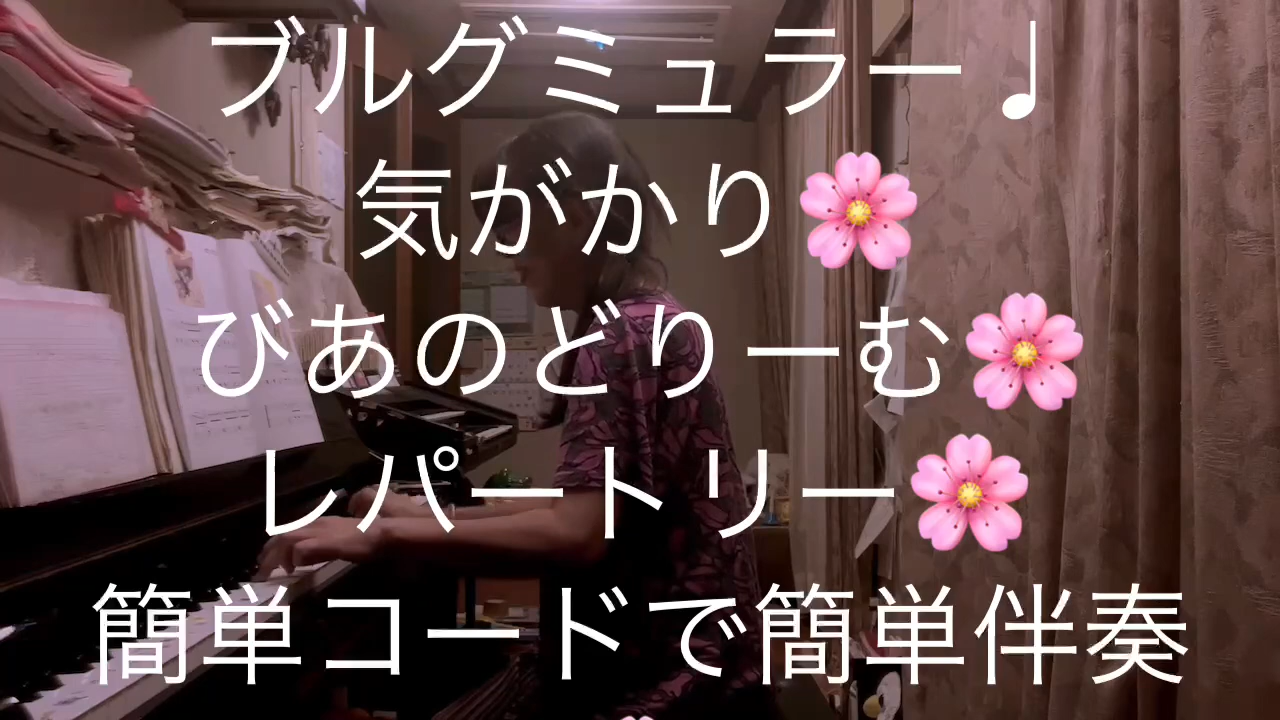 ブルグミュラー♩
気がかり🌸
ぴあのどりーむ🌸
レパートリー🌸
簡単コードで簡単伴奏